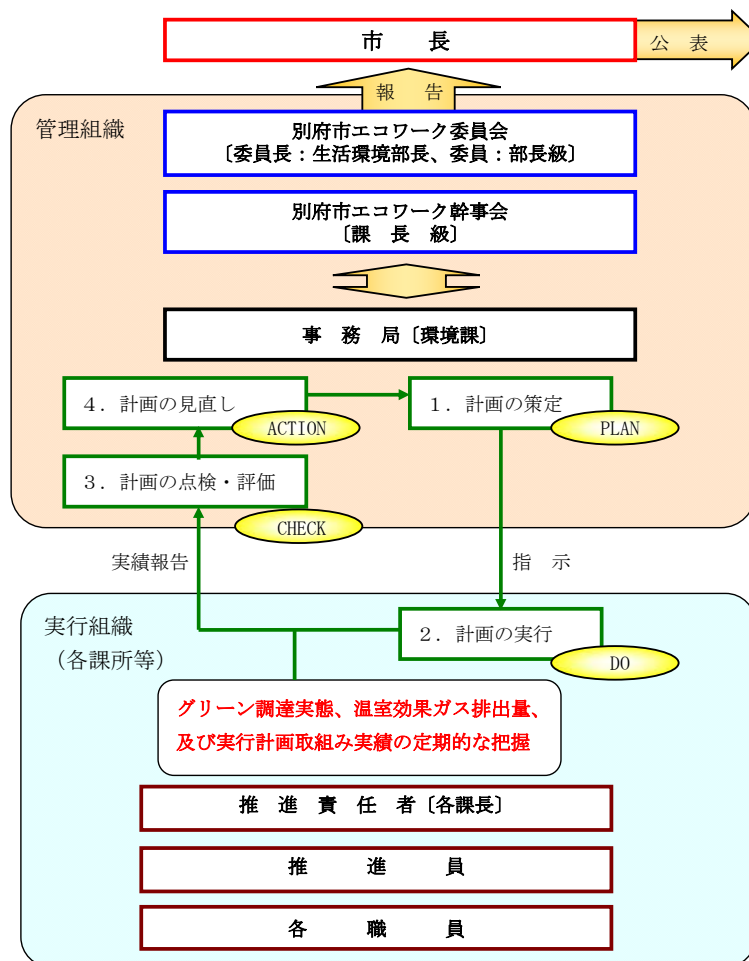 市　長
公　表
報　告
管理組織
別府市エコワーク委員会
〔委員長：生活環境部長、委員：部長級〕
別府市エコワーク幹事会
〔課　長　級〕
事　務　局〔環境課〕
４．計画の見直し
ACTION
１．計画の策定
PLAN
３．計画の点検・評価
CHECK
実績報告
指　示
実行組織
（各課所等）
２．計画の実行
DO
グリーン調達実態、温室効果ガス排出量、
及び実行計画取組み実績の定期的な把握
推　進　責　任　者〔各課長〕
推　進　員
各　職　員